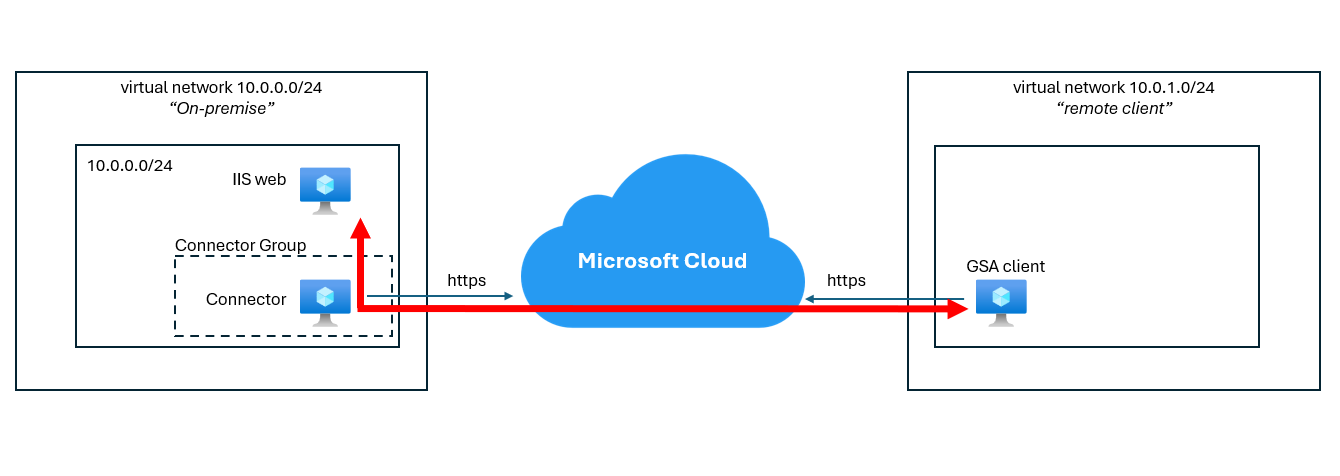 virtual network 10.0.0.0/24
“On-premise”
10.0.0.0/24
IIS web
Connector Group
Connector
https
Microsoft Cloud
https
virtual network 10.0.1.0/24
“remote client”
GSA client